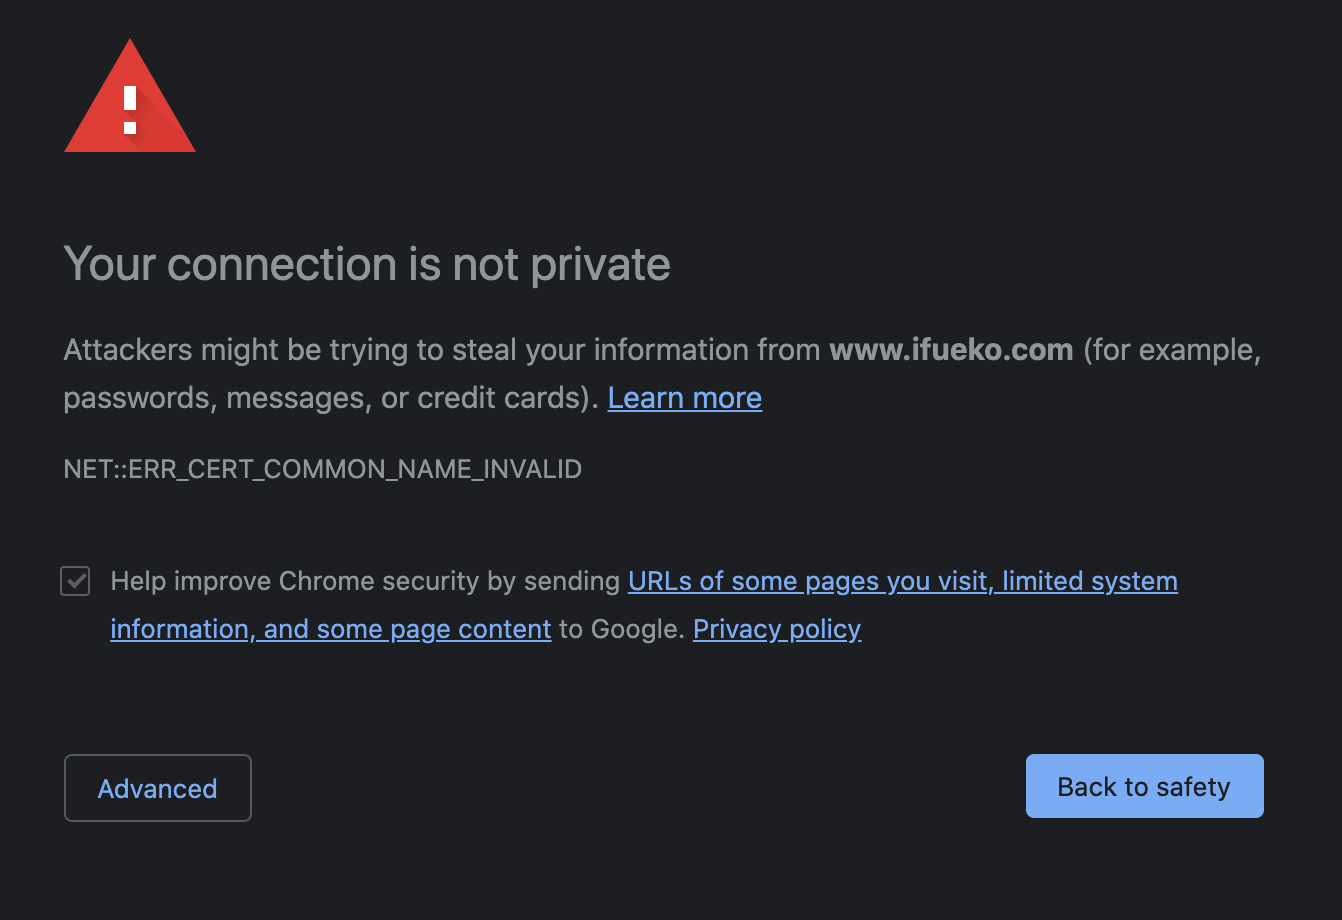 Your connection is not private
Attackers might be trying to steal your information from www.ifueko.com (for example,
passwords, messages, or credit cards). Learn more
NET::ERR_CERT_COMMON_NAME_INVALID
Help improve Chrome security by sending URLs of some pages you visit, limited system
information, and some page content to Google. Privacy policy
Advanced
Back to safety